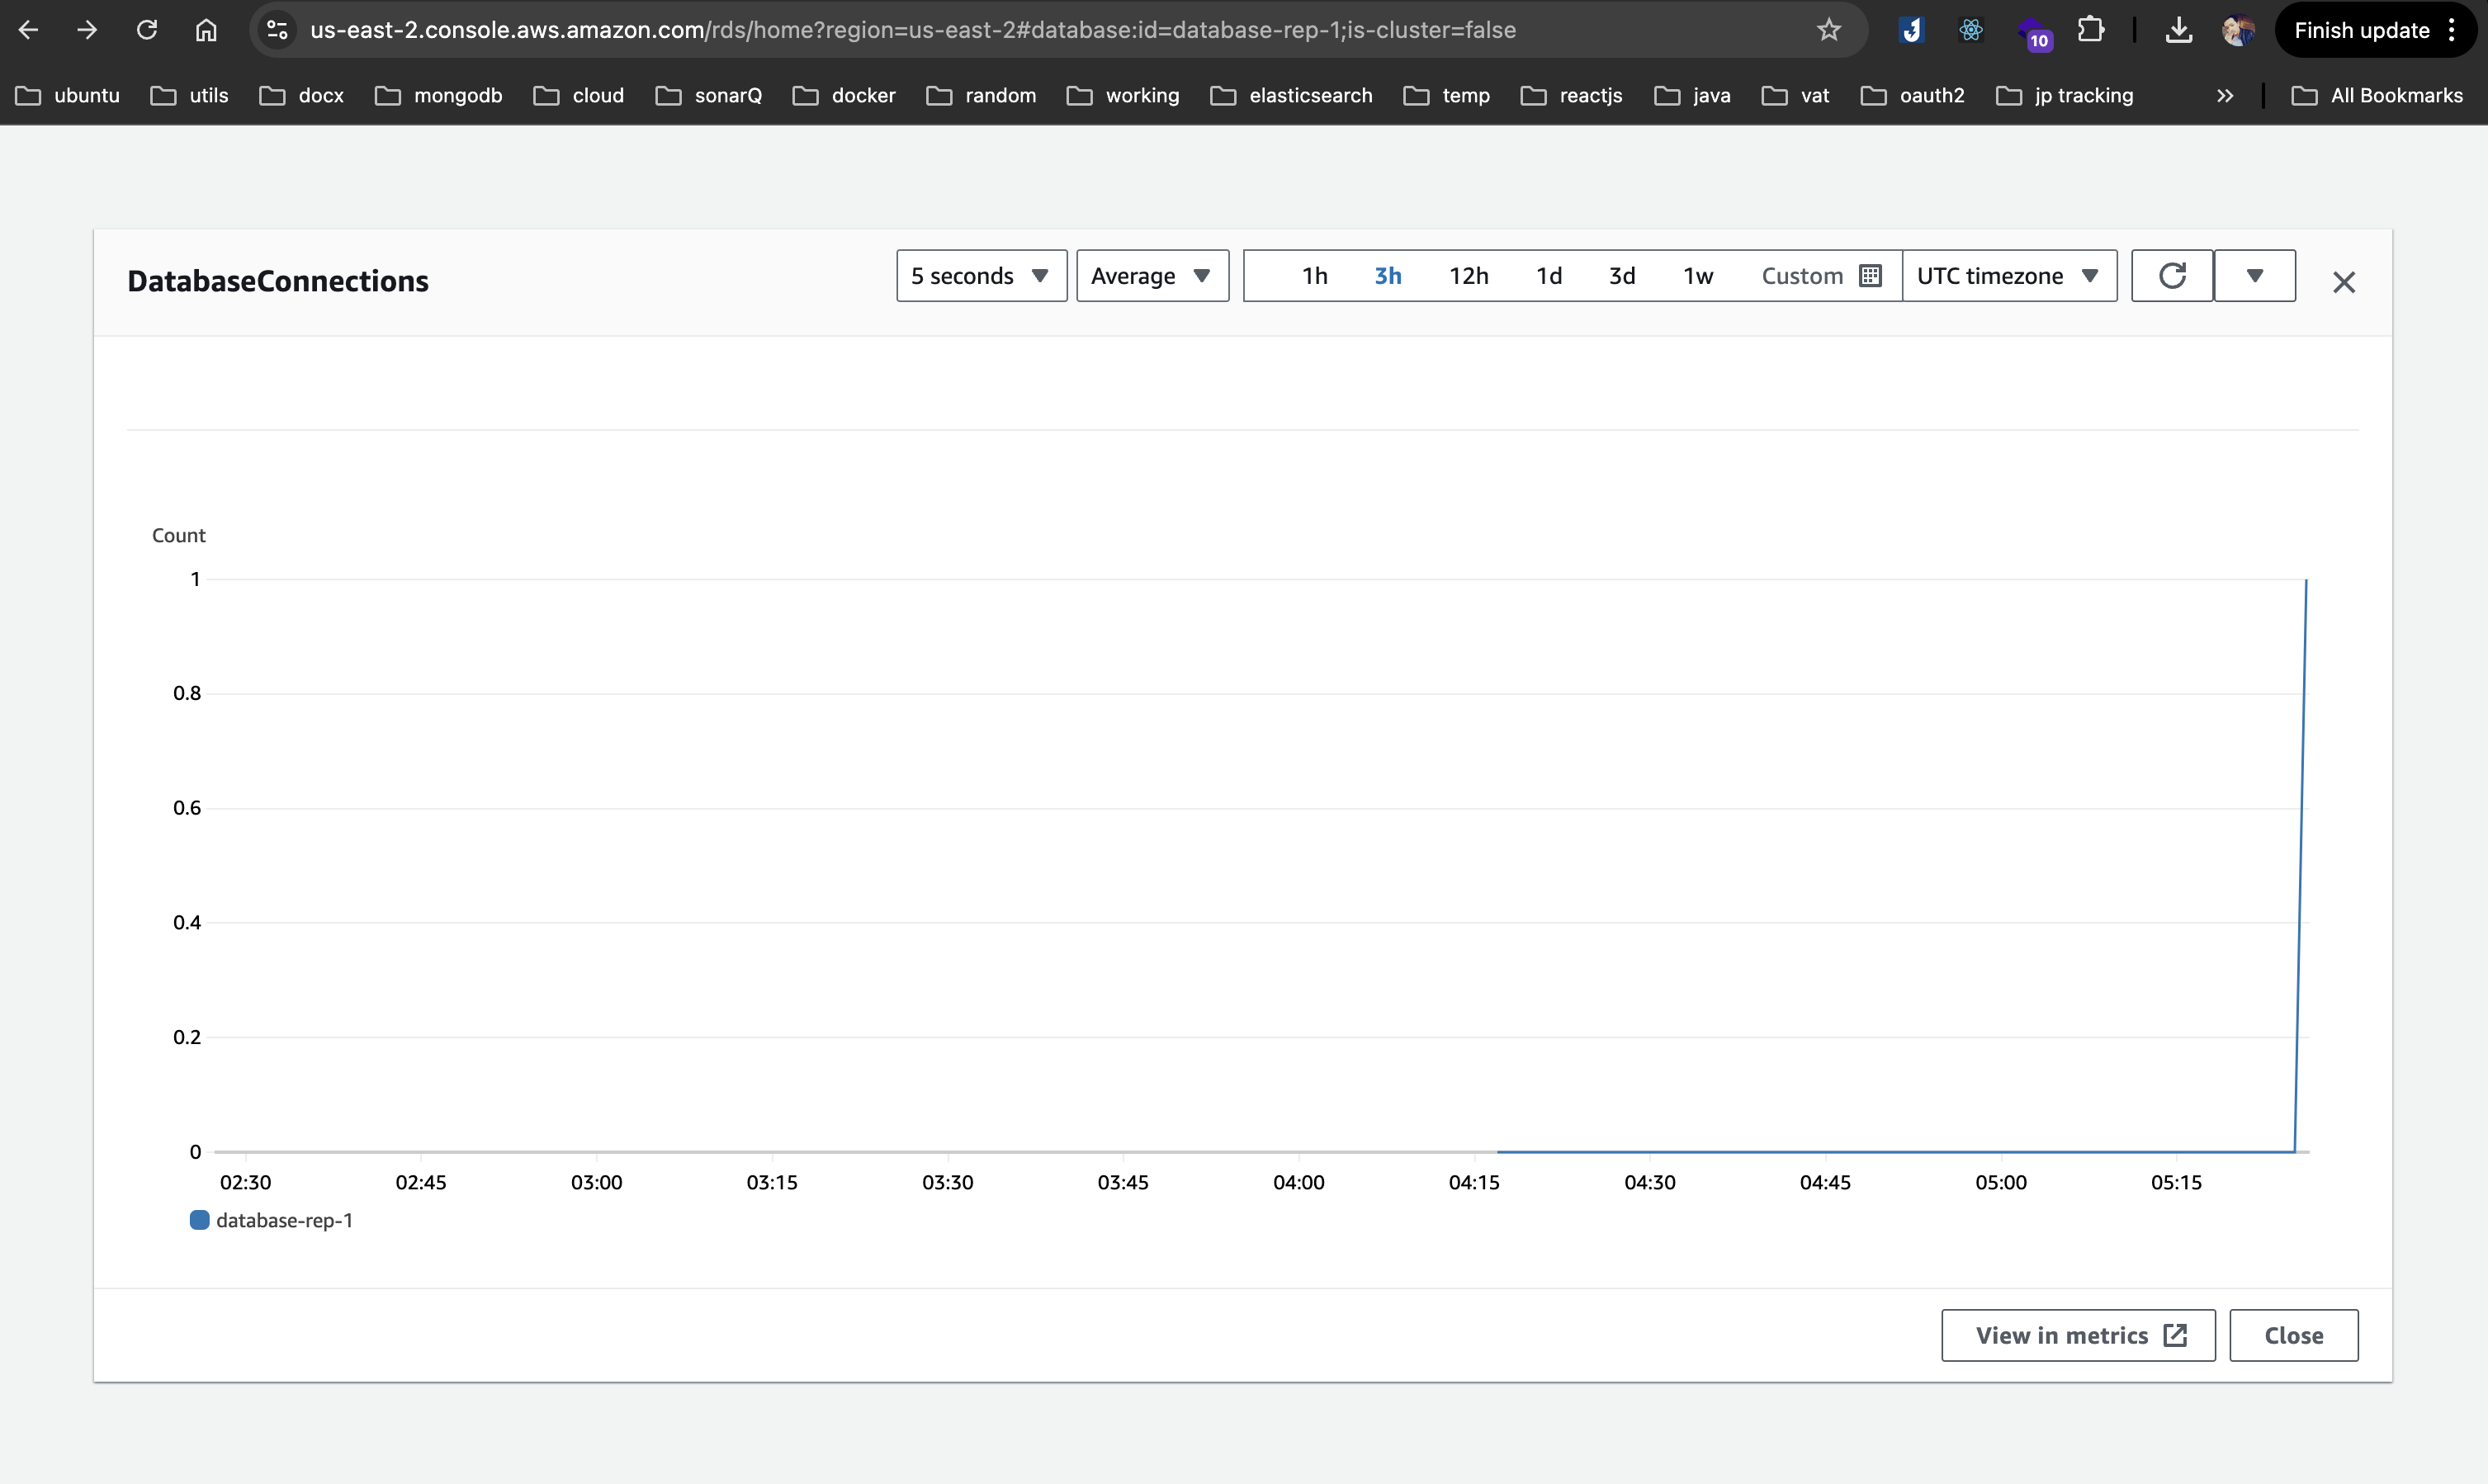 us-east-2.console.aws.amazon.com/rds/home?region=us-east-2#database:id=database-rep-1;is-cluster=false
10
Finish update
ubuntu utils docx mongodb cloud sonarQ docker random working elasticsearch temp reactjs java vat oauth2 jp tracking » All Bookmarks
DatabaseConnections
5 seconds Average 1h 3h 12h 1d 3d 1w Custom UTC timezone
Count
1
0.8
0.6
0.4
0.2
0
02:30 02:45 03:00 03:15 03:30 03:45 04:00 04:15 04:30 04:45 05:00 05:15
database-rep-1
View in metrics Close